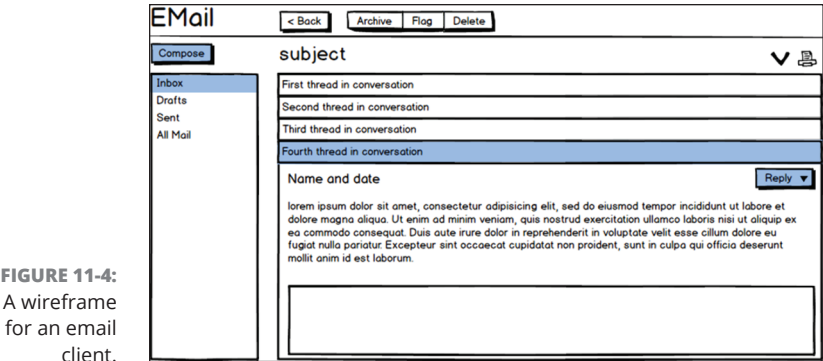 EMail
< Back
Archive Flag Delete
Compose
subject
Inbox
Drafts
Sent
All Mail
First thread in conversation
Second thread in conversation
Third thread in conversation
Fourth thread in conversation
Name and date
Reply
lorem ipsum dolor sit amet, consectetur adipisicing elit, sed do eiusmod tempor incididunt ut labore et
dolore magna aliqua. Ut enim ad minim veniam, quis nostrud exercitation ullamco laboris nisi ut aliquip ex
ea commodo consequat. Duis aute irure dolor in reprehenderit in voluptate velit esse cillum dolore eu
fugiat nulla pariatur. Excepteur sint occaecat cupidatat non proident, sunt in culpa qui officia deserunt
mollit anim id est laborum.
FIGURE 11-4:
A wireframe
for an email
client.